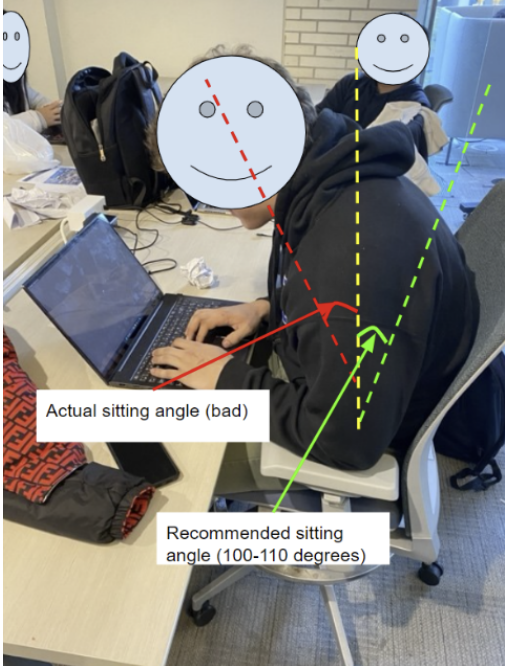 Actual sitting angle (bad)
Recommended sitting
angle (100-110 degrees)